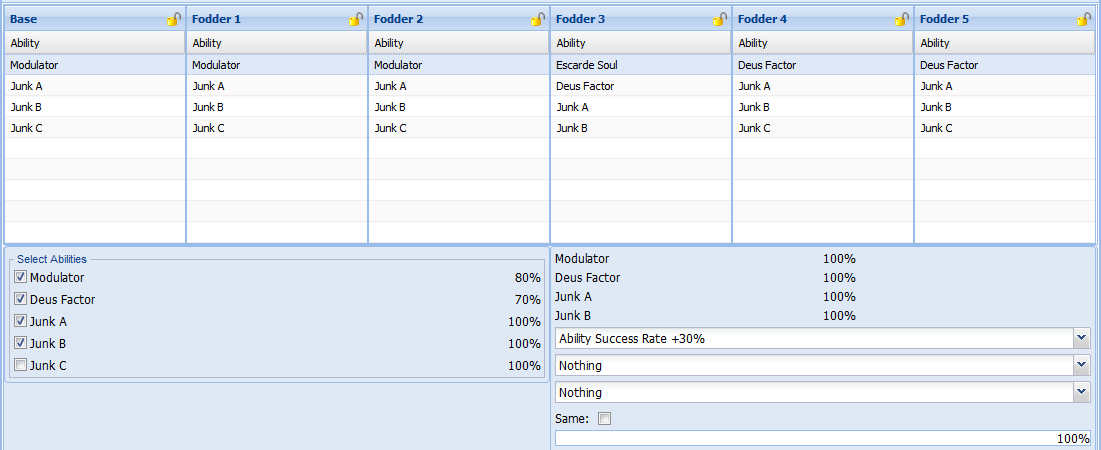 Base Fodder 1 Fodder 2 Fodder 3 Fodder 4 Fodder 5
Ability Ability Ability Ability Ability Ability
Modulator Modulator Modulator Escarde Soul Deus Factor Deus Factor
Junk A Junk A Junk A Deus Factor Junk A Junk A
Junk B Junk B Junk B Junk A Junk B Junk B
Junk C Junk C Junk C Junk B Junk C Junk C
Select Abilities
Modulator 80%
Deus Factor 70%
Junk A 100%
Junk B 100%
Junk C 100%
Modulator 100%
Deus Factor 100%
Junk A 100%
Junk B 100%
Ability Success Rate +30%
Nothing
Nothing
Same:
100%